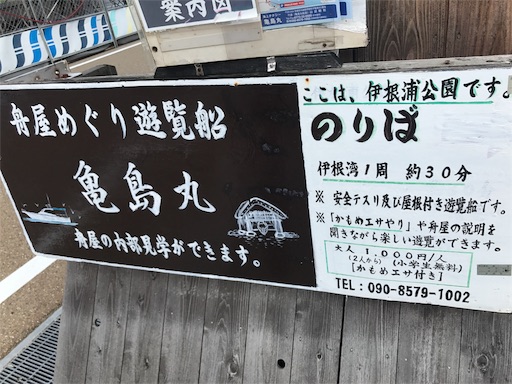 案内図
亀島丸
舟屋めぐり遊覧船
亀島丸
舟屋の内部見学ができます。
ここは、伊根浦公園です。
のりば
伊根湾1周 約30分
※ 安全テスリ及び屋根付き遊覧船です。
※「かもめエサやり」や舟屋の説明を
聞きながら楽しい遊覧ができます。
大人 1,000円/人
(2人から) (小学生無料)
[かもめエサ付き]
TEL:090-8579-1002